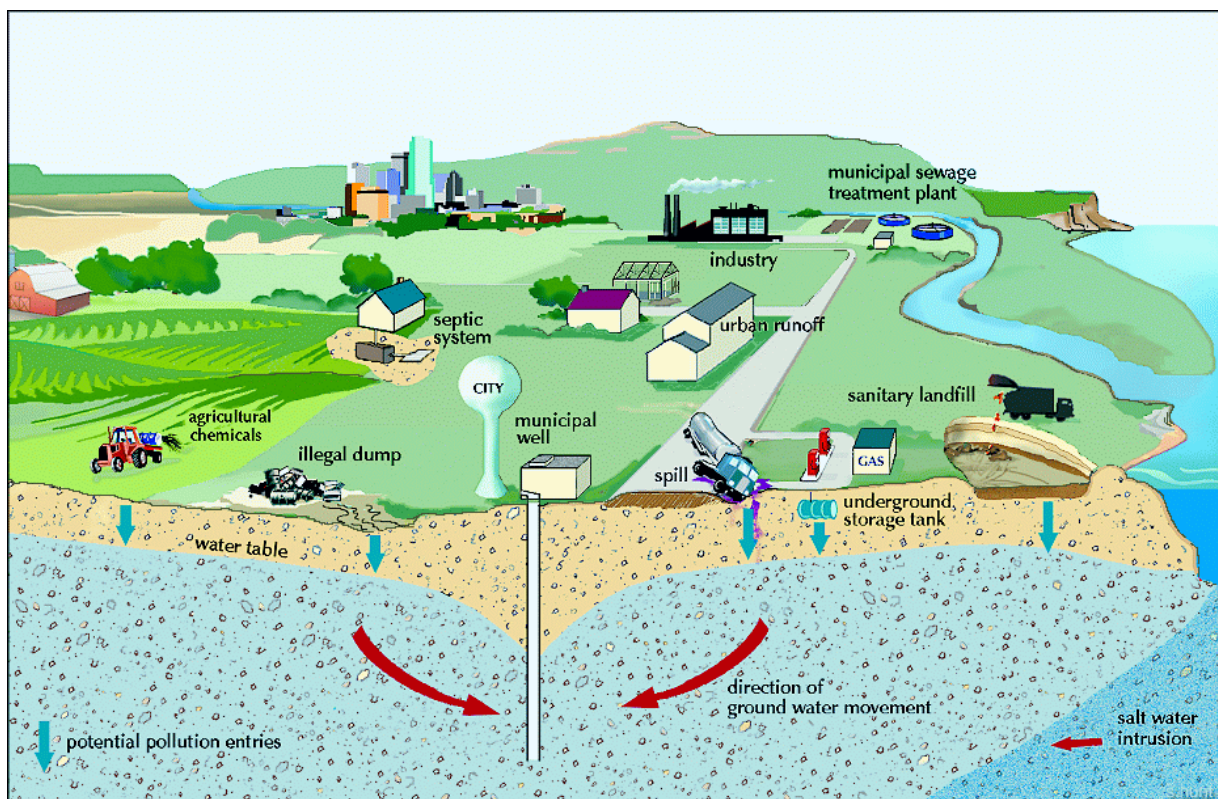 municipal sewage
treatment plant
industry
septic
system
urban runoff
CITY
sanitary landfill
agricultural
chemicals
municipal
well
illegal dump
spill
GAS
underground
storage tank
water table
direction of
ground water movement
salt water
intrusion
potential pollution entries
s.hunt